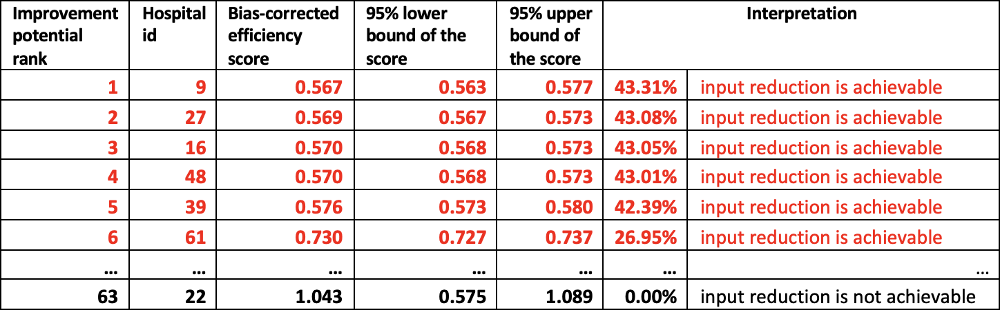 Improvement potential rank | Hospital id | Bias-corrected efficiency score | 95% lower bound of the score | 95% upper bound of the score | Interpretation
1 | 9 | 0.567 | 0.563 | 0.577 | 43.31% | input reduction is achievable
2 | 27 | 0.569 | 0.567 | 0.573 | 43.08% | input reduction is achievable
3 | 16 | 0.570 | 0.568 | 0.573 | 43.05% | input reduction is achievable
4 | 48 | 0.570 | 0.568 | 0.573 | 43.01% | input reduction is achievable
5 | 39 | 0.576 | 0.573 | 0.580 | 42.39% | input reduction is achievable
6 | 61 | 0.730 | 0.727 | 0.737 | 26.95% | input reduction is achievable
... | ... | ... | ... | ... | ... | ...
63 | 22 | 1.043 | 0.575 | 1.089 | 0.00% | input reduction is not achievable